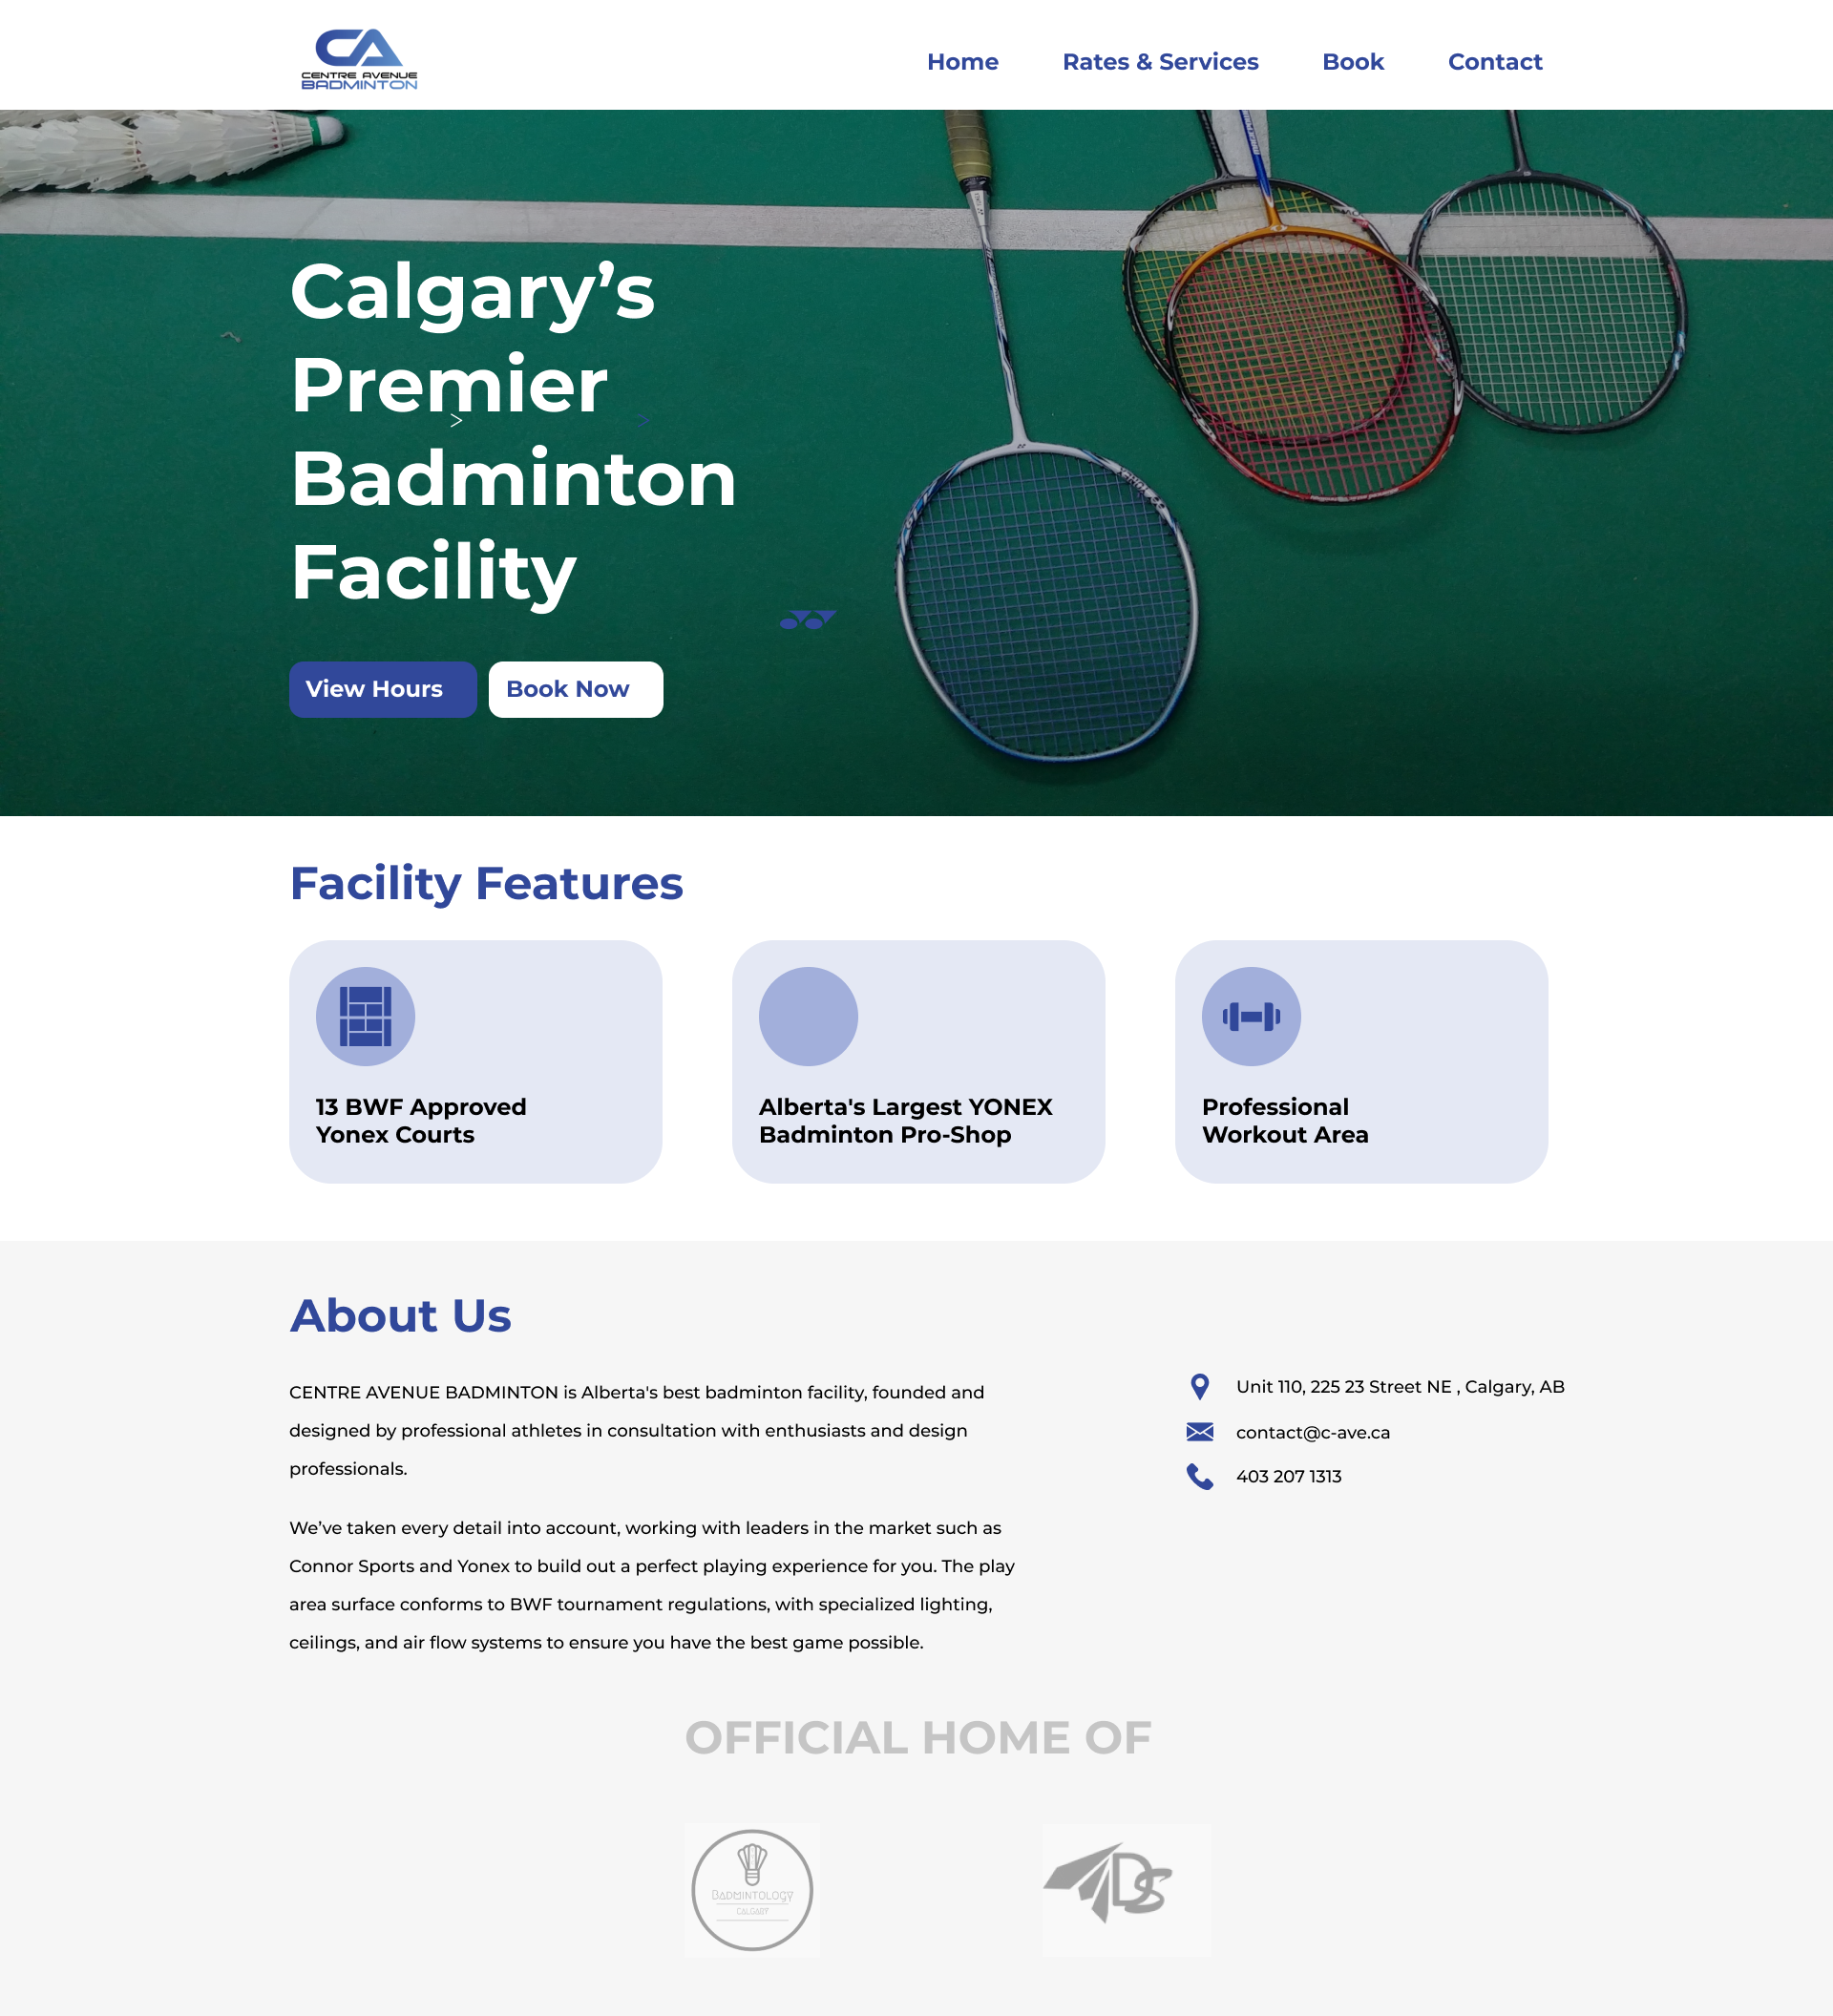 CENTRE AVENUE
BADMINTON
Home Rates & Services Book Contact
Calgary’s
Premier
>
>
Badminton
Facility
View Hours Book Now
Facility Features
13 BWF Approved
Yonex Courts
Alberta's Largest YONEX
Badminton Pro-Shop
Professional
Workout Area
About Us
CENTRE AVENUE BADMINTON is Alberta's best badminton facility, founded and
designed by professional athletes in consultation with enthusiasts and design
professionals.
We’ve taken every detail into account, working with leaders in the market such as
Connor Sports and Yonex to build out a perfect playing experience for you. The play
area surface conforms to BWF tournament regulations, with specialized lighting,
ceilings, and air flow systems to ensure you have the best game possible.
Unit 110, 225 23 Street NE , Calgary, AB
contact@c-ave.ca
403 207 1313
OFFICIAL HOME OF
BADMINTOLOGY
CALGARY